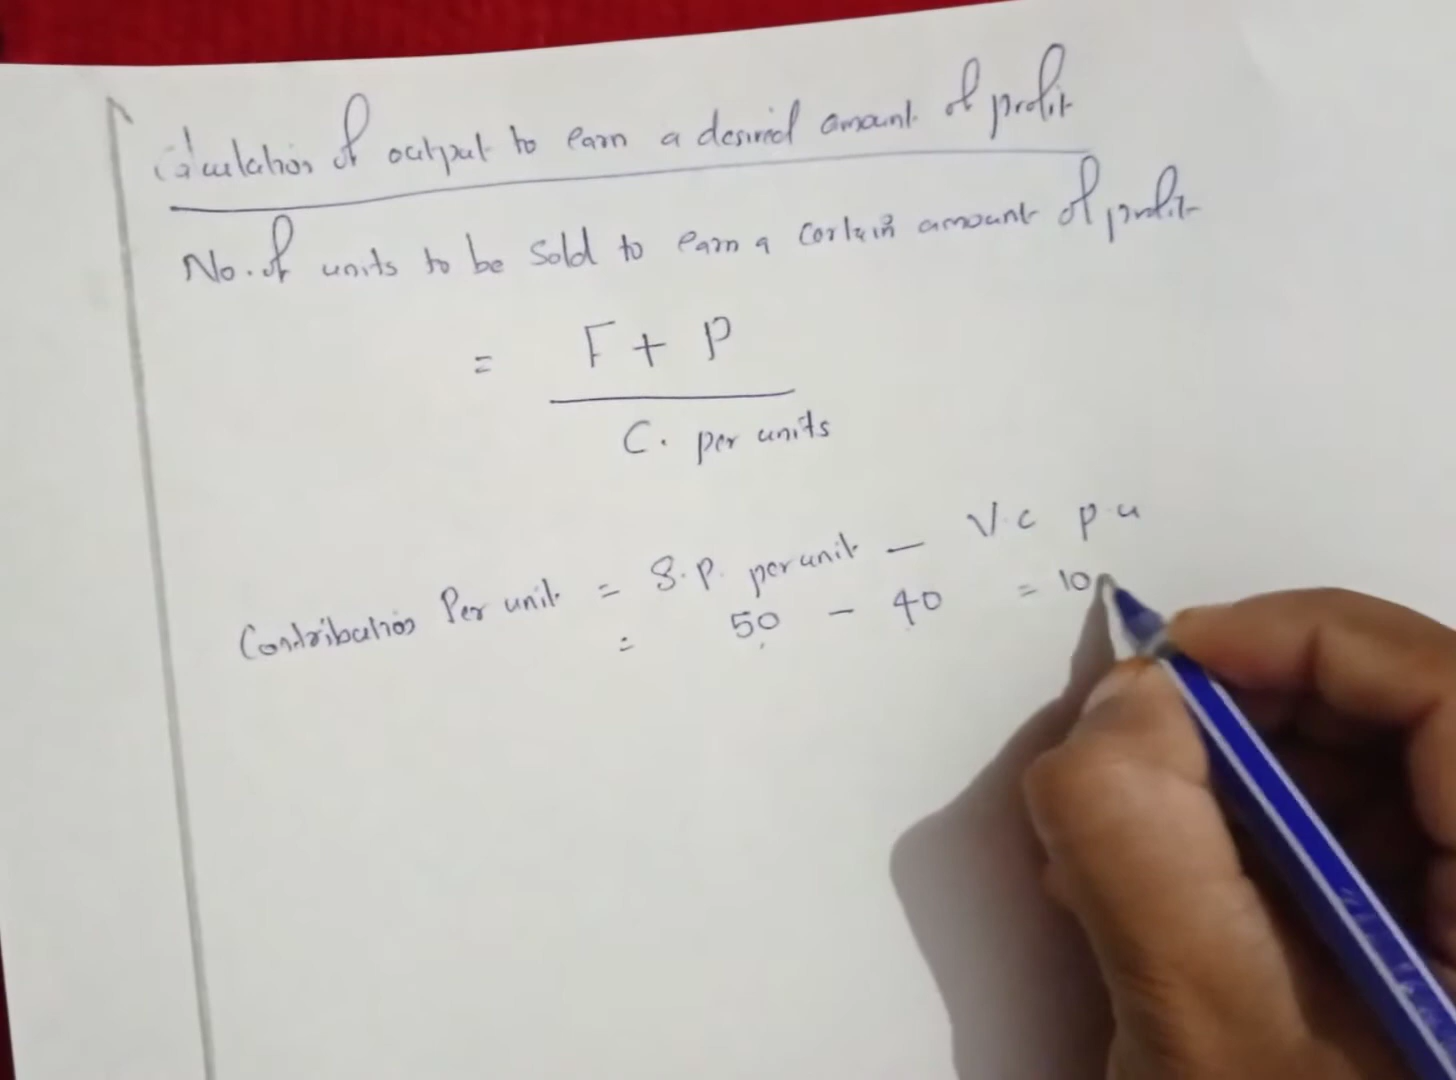 Calculation of output to earn a desired amount of profit
No. of units to be Sold to earn a certain amount of profit
= F + P
C. per units
Contribution Per unit = S.P. per unit - V.C p.u
= 50 - 40 = 10